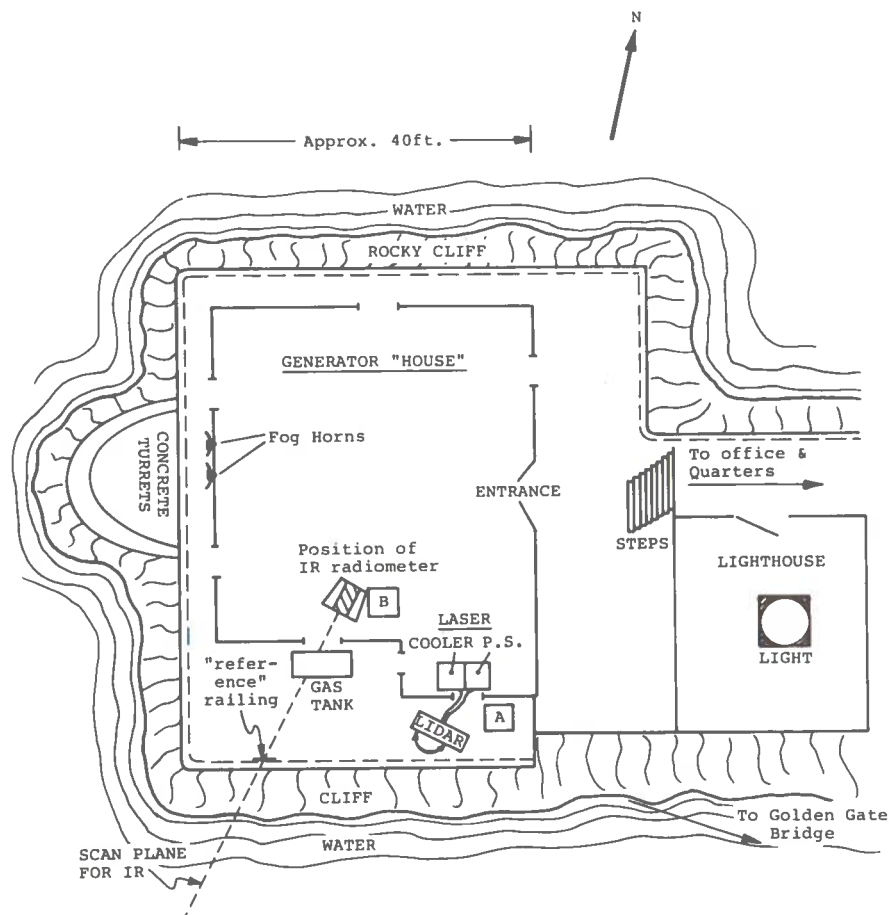 N
Approx. 40ft.
WATER
ROCKY CLIFF
GENERATOR "HOUSE"
Fog Horns
CONCRETE
TURRETS
To office &
Quarters
ENTRANCE
STEPS
LIGHTHOUSE
LIGHT
Position of
IR radiometer
B
LASER
COOLER P.S.
"refer-
ence"
railing
GAS
TANK
A
LIDAR
CLIFF
To Golden Gate
Bridge
WATER
SCAN PLANE
FOR IR